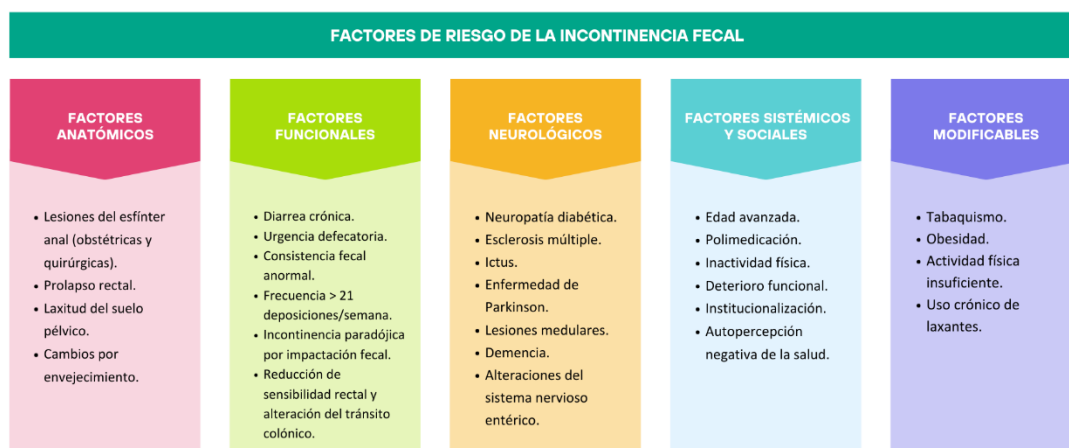 FACTORES DE RIESGO DE LA INCONTINENCIA FECAL
FACTORES
ANATÓMICOS
• Lesiones del esfínter
anal (obstétricas y
quirúrgicas).
• Prolapso rectal.
• Laxitud del suelo
pélvico.
• Cambios por
envejecimiento.
FACTORES
FUNCIONALES
• Diarrea crónica.
• Urgencia defecatoria.
• Consistencia fecal
anormal.
• Frecuencia > 21
deposiciones/semana.
• Incontinencia paradójica
por impactación fecal.
• Reducción de
sensibilidad rectal y
alteración del tránsito
colónico.
FACTORES
NEUROLÓGICOS
• Neuropatía diabética.
• Esclerosis múltiple.
• Ictus.
• Enfermedad de
Parkinson.
• Lesiones medulares.
• Demencia.
• Alteraciones del
sistema nervioso
entérico.
FACTORES SISTÉMICOS
Y SOCIALES
• Edad avanzada.
• Polimedicación.
• Inactividad física.
• Deterioro funcional.
• Institucionalización.
• Autopercepción
negativa de la salud.
FACTORES
MODIFICABLES
• Tabaquismo.
• Obesidad.
• Actividad física
insuficiente.
• Uso crónico de
laxantes.